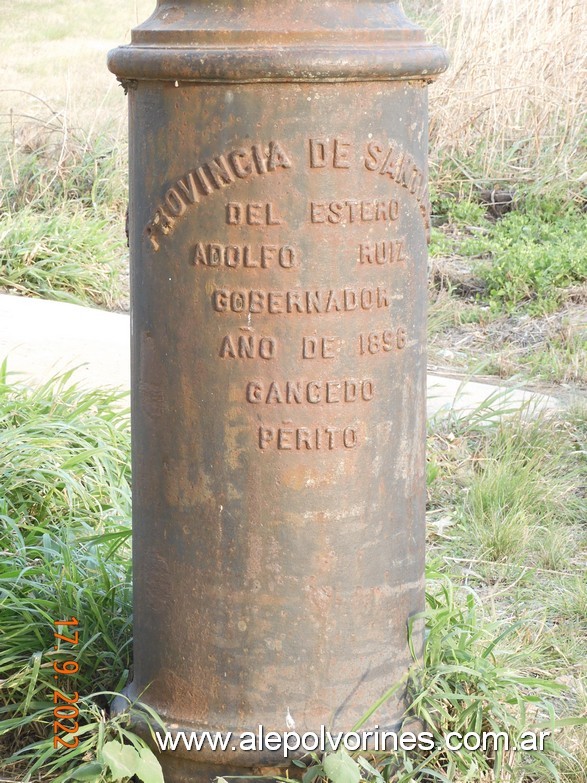 PROVINCIA DE SANTIAGO
DEL ESTERO
ADOLFO RUIZ
GOBERNADOR
AÑO DE 1896
GANCEDO
PERITO
17.9.2022
www.alepolvorines.com.ar